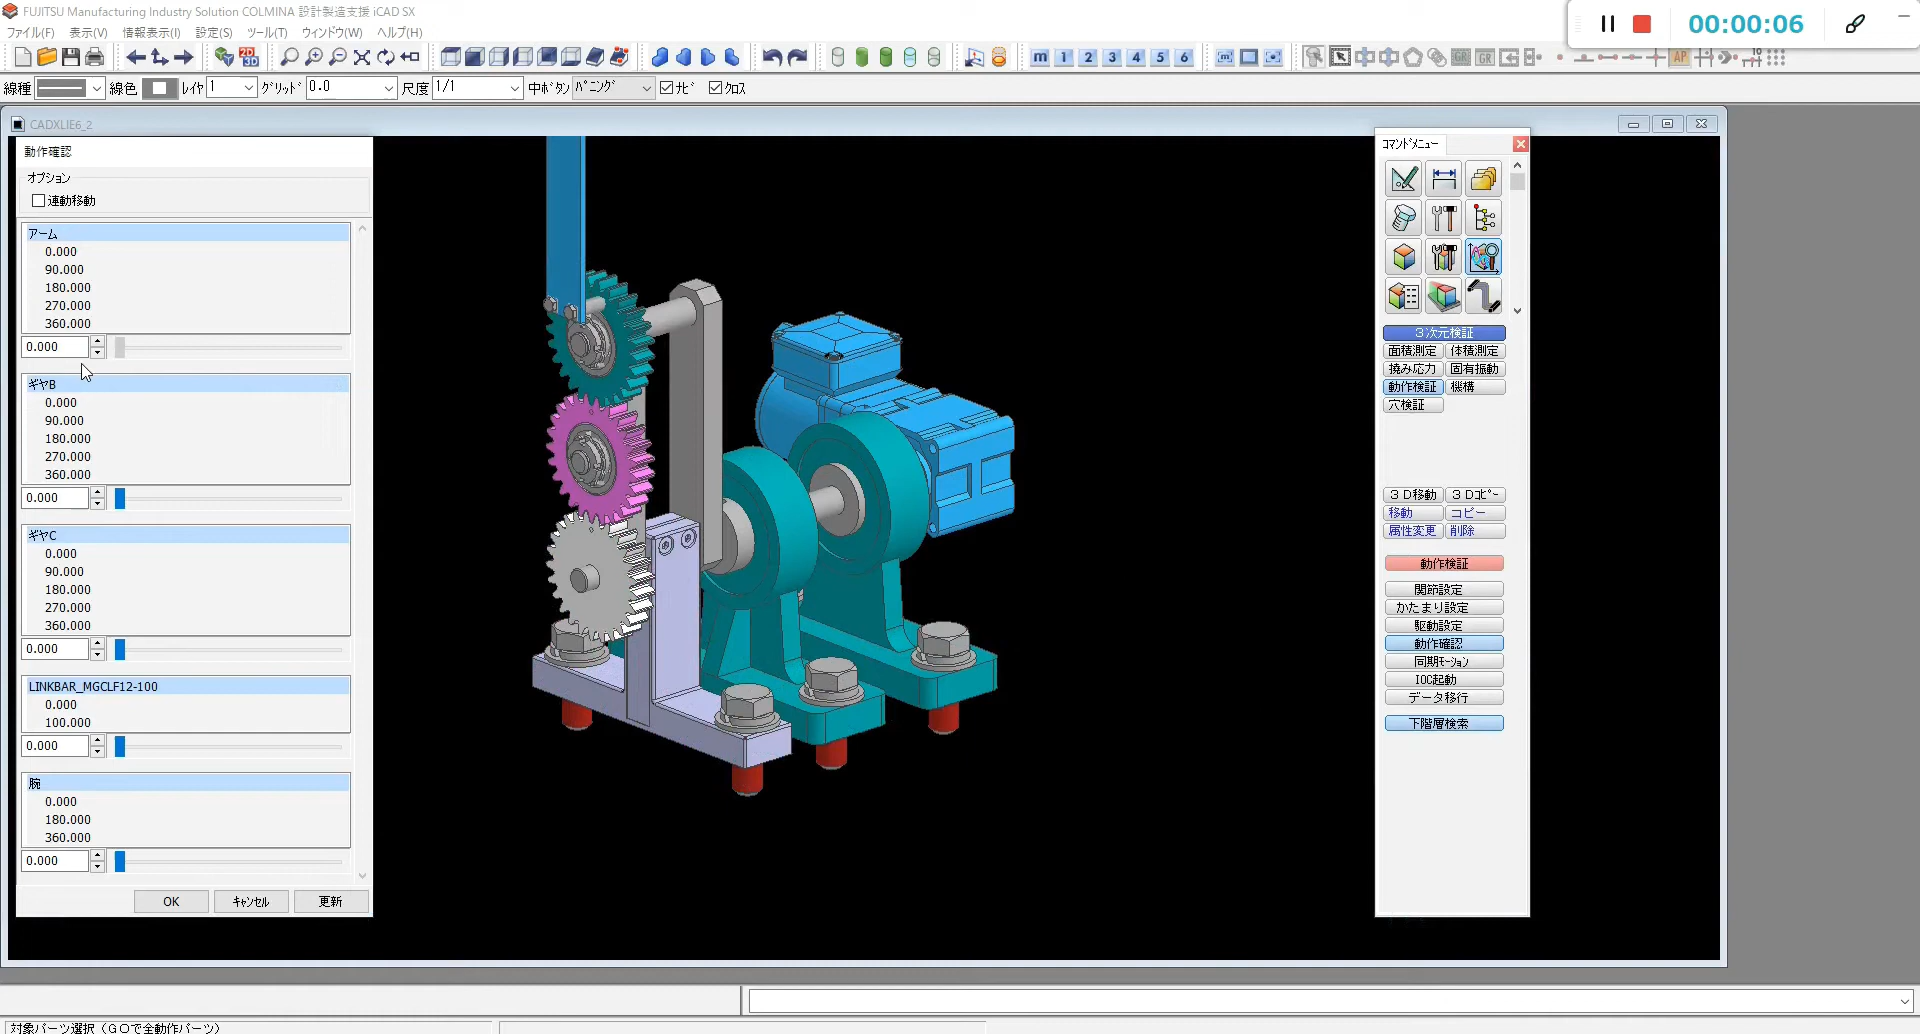 FUJITSU Manufacturing Industry Solution COLMINA 設計製造支援 iCAD SX
00:00:06
ファイル(F) 表示(V) 情報表示(I) 設定(S) ツール(T) ウィンドウ(W) ヘルプ(H)
2D 3D m 1 2 3 4 5 6 GR GR AP 10
線種 線色 レイヤ 1 グリッド 0.0 尺度 1/1 中ボタン パニング ナビ クロス
CADXLIE6_2
動作確認
オプション
連動移動
アーム
0.000
90.000
180.000
270.000
360.000
0.000
ギヤB
0.000
90.000
180.000
270.000
360.000
0.000
ギヤC
0.000
90.000
180.000
270.000
360.000
0.000
LINKBAR_MGCLF12-100
0.000
100.000
0.000
腕
0.000
180.000
360.000
0.000
OK キャンセル 更新
コマンドメニュー
3次元検証
面積測定 体積測定
撓み応力 固有振動
動作検証 機構
穴検証
3D移動 3Dコピー
移動 コピー
属性変更 削除
動作検証
関節設定
かたまり設定
駆動設定
動作確認
同期モーション
IOC起動
データ移行
下階層検索
対象パーツ選択(GOで全動作パーツ)